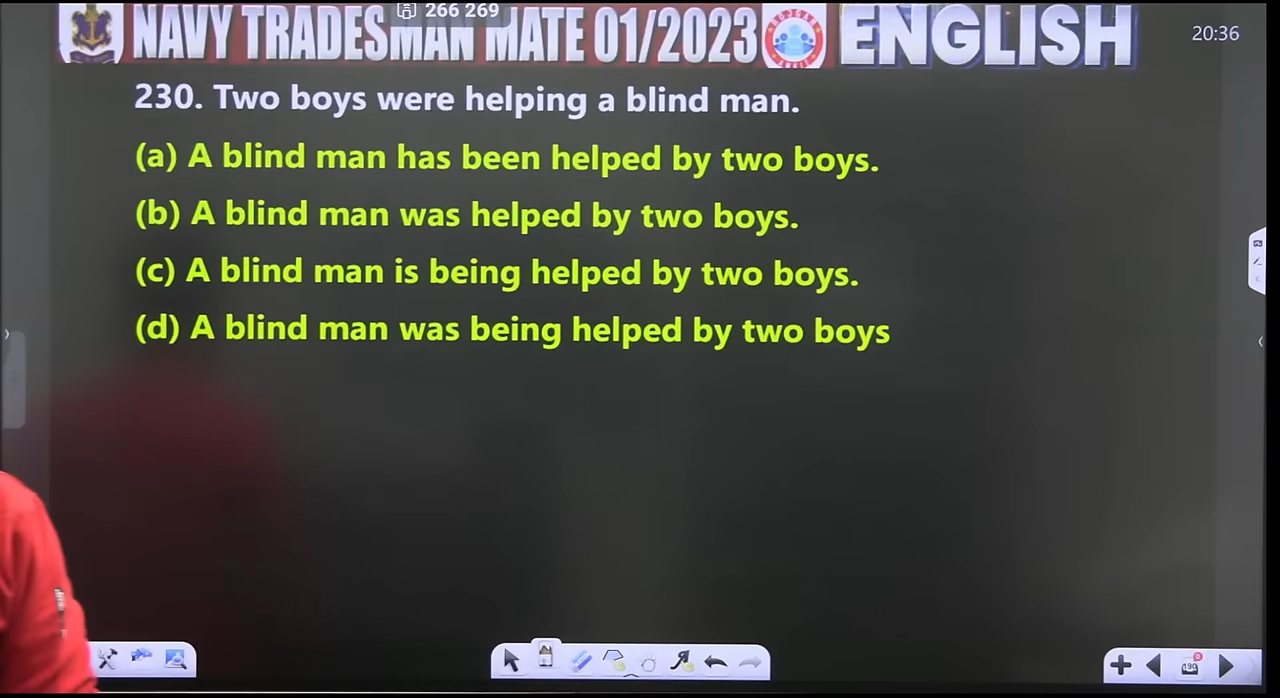 266 269
NAVY TRADESMAN MATE 01/2023 ENGLISH
20:36
230. Two boys were helping a blind man.
(a) A blind man has been helped by two boys.
(b) A blind man was helped by two boys.
(c) A blind man is being helped by two boys.
(d) A blind man was being helped by two boys
190